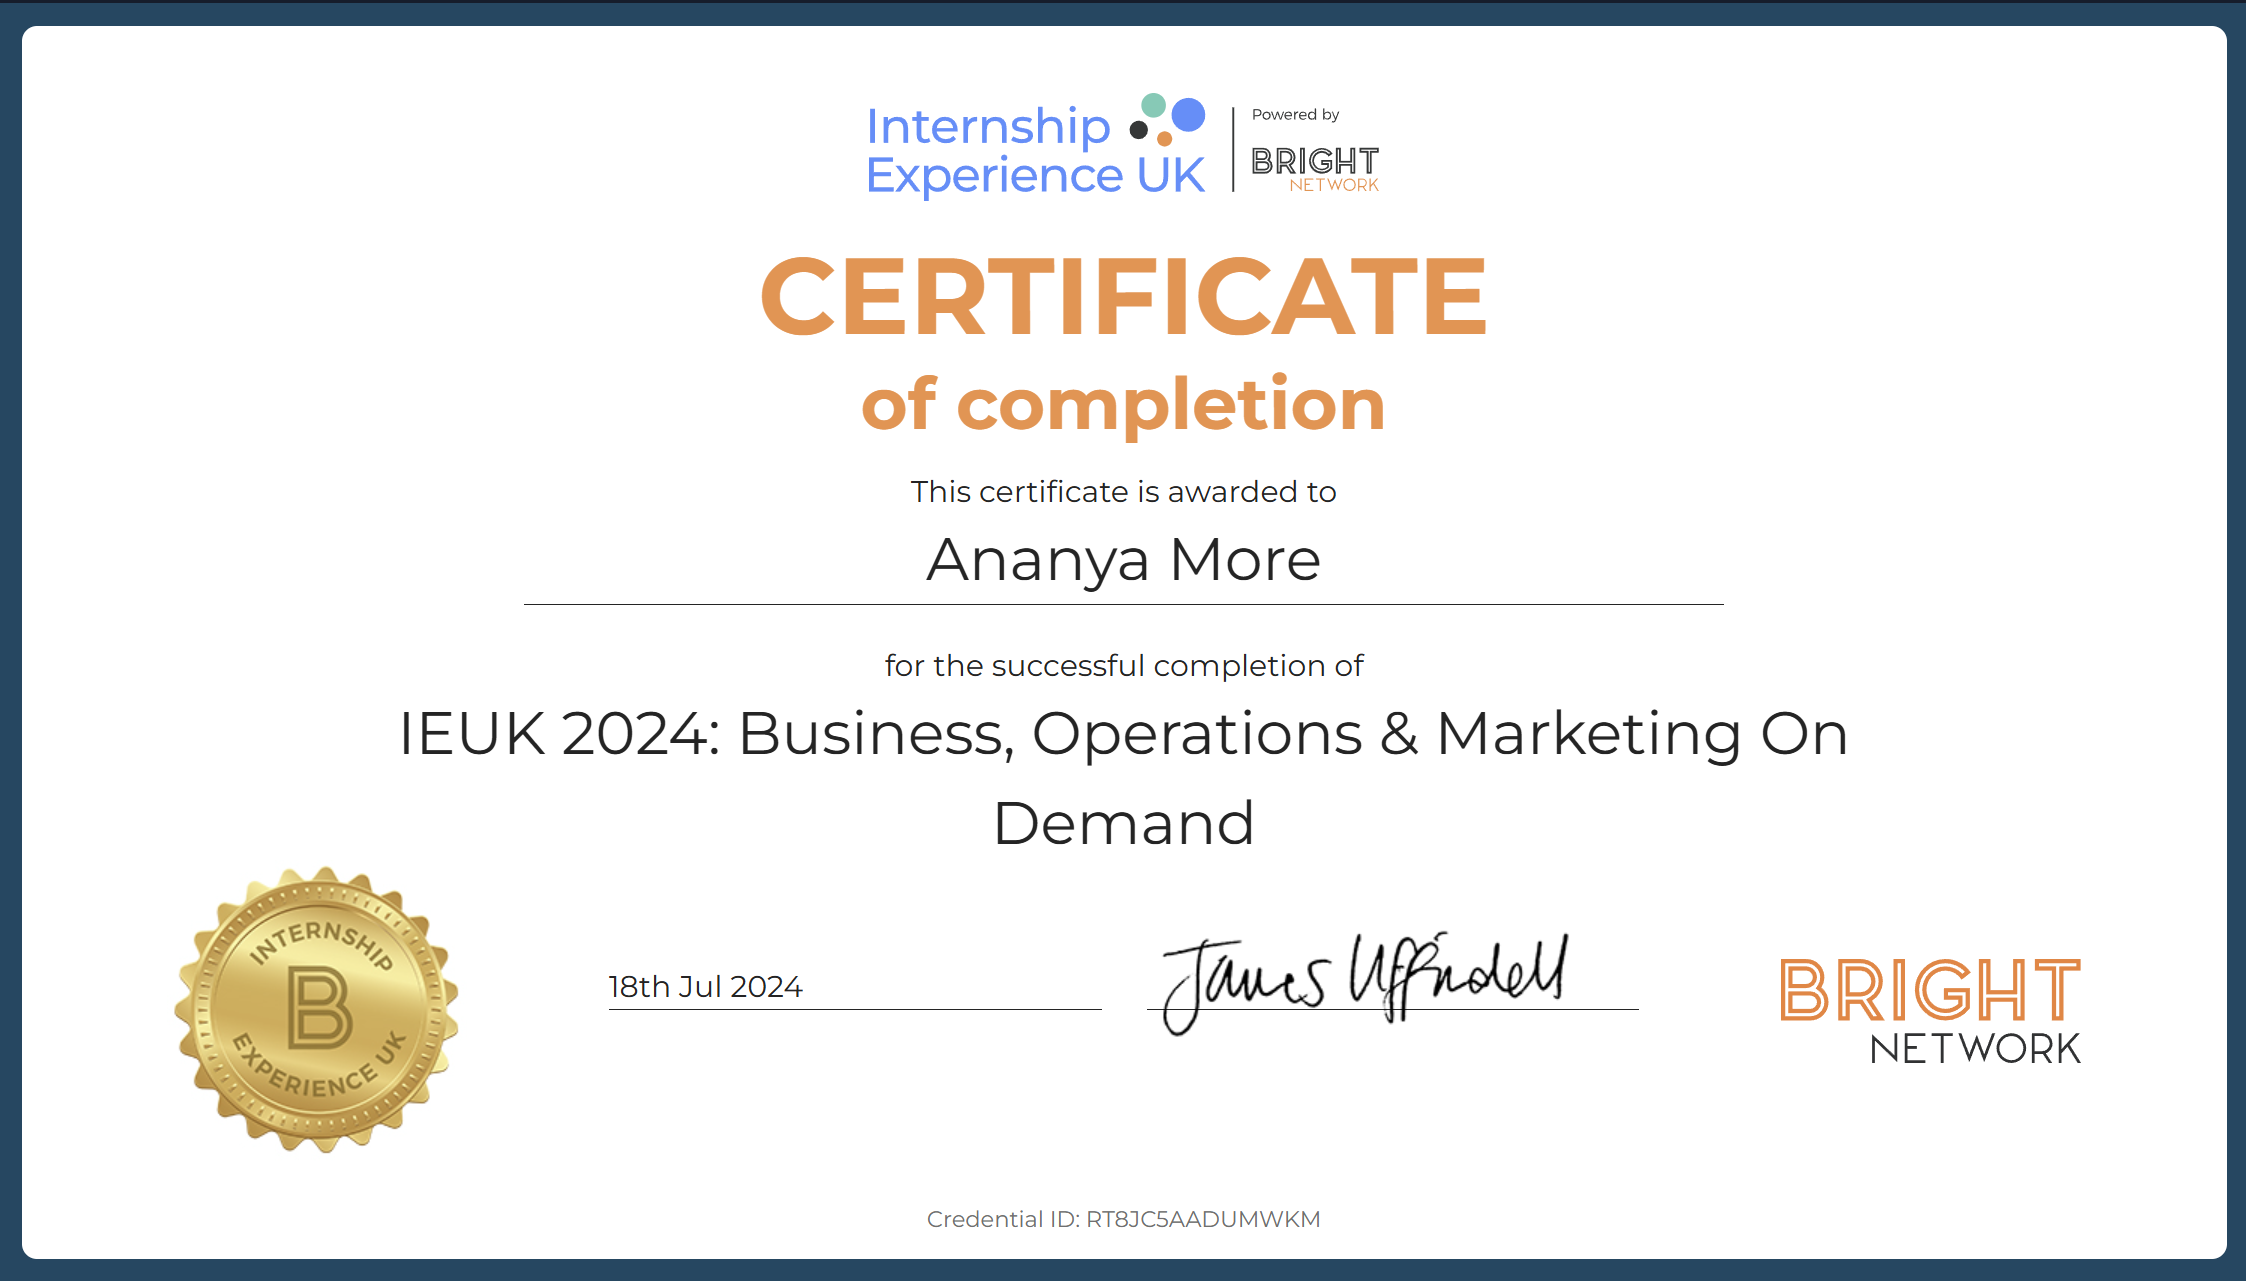 Internship
Experience UK
Powered by
BRIGHT
NETWORK
CERTIFICATE
of completion
This certificate is awarded to
Ananya More
for the successful completion of
IEUK 2024: Business, Operations & Marketing On
Demand
INTERNSHIP
B
EXPERIENCE UK
18th Jul 2024
James Uffindell
BRIGHT
NETWORK
Credential ID: RT8JC5AADUMWKM